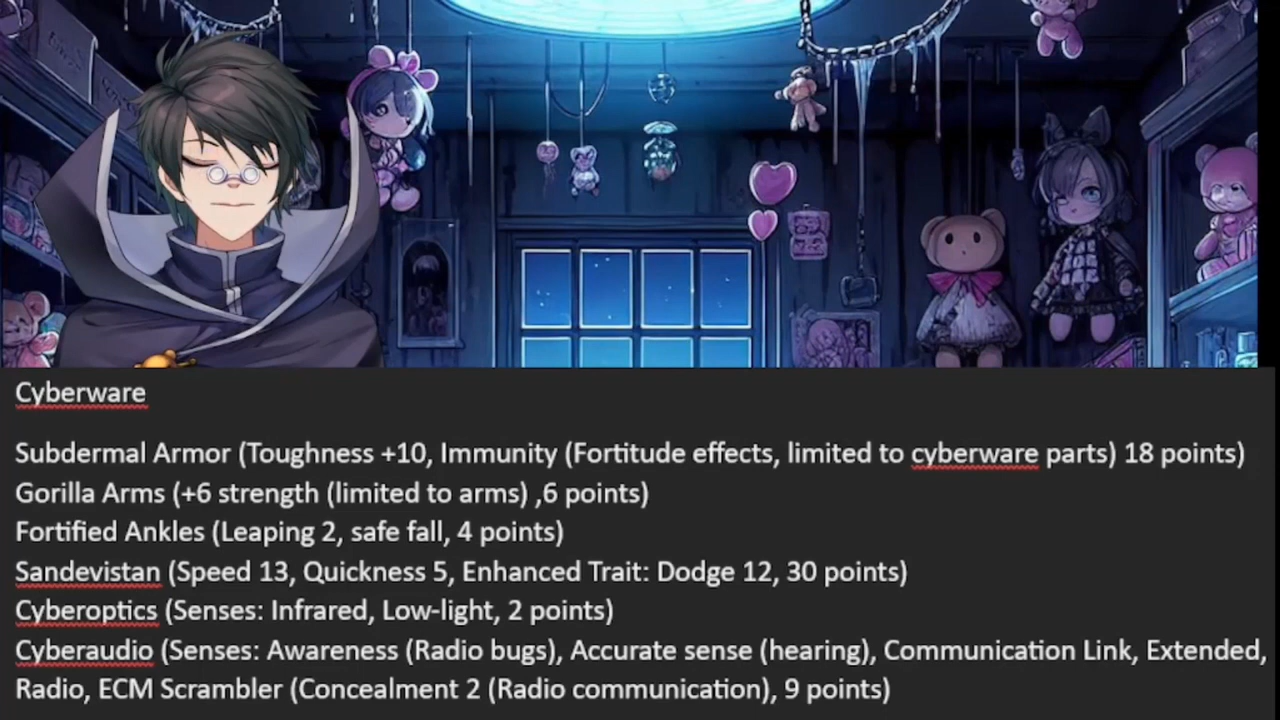 Cyberware
Subdermal Armor (Toughness +10, Immunity (Fortitude effects, limited to cyberware parts) 18 points)
Gorilla Arms (+6 strength (limited to arms) ,6 points)
Fortified Ankles (Leaping 2, safe fall, 4 points)
Sandevistan (Speed 13, Quickness 5, Enhanced Trait: Dodge 12, 30 points)
Cyberoptics (Senses: Infrared, Low-light, 2 points)
Cyberaudio (Senses: Awareness (Radio bugs), Accurate sense (hearing), Communication Link, Extended,
Radio, ECM Scrambler (Concealment 2 (Radio communication), 9 points)